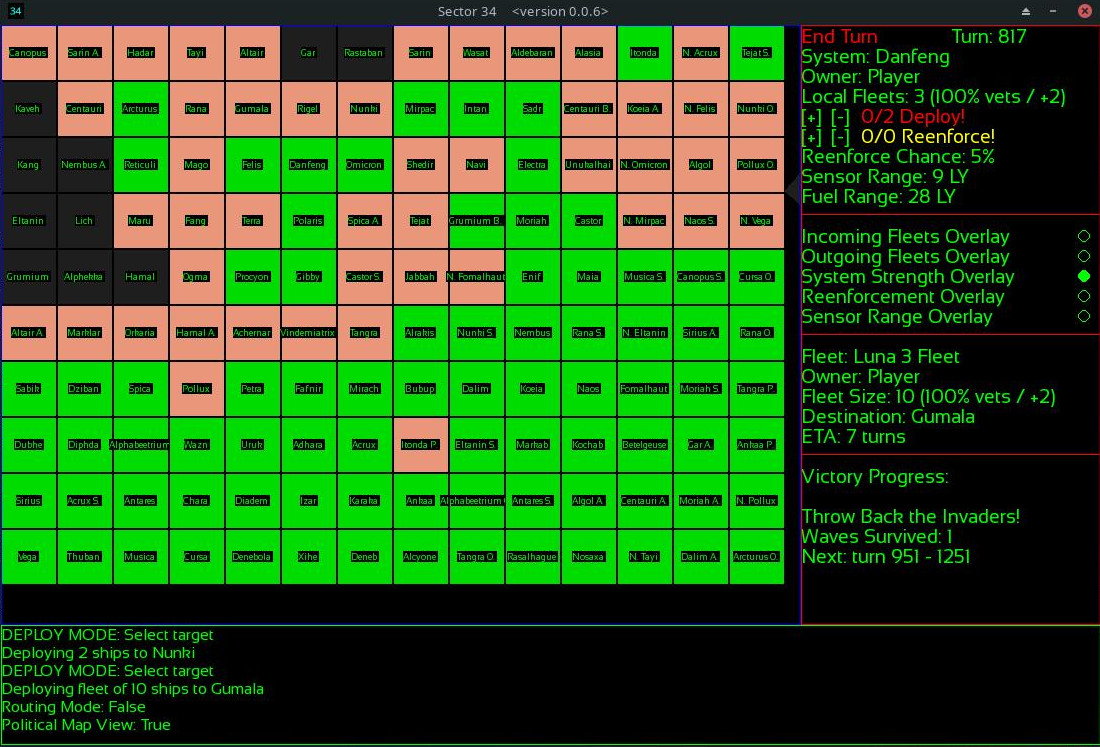 34
Sector 34 <version 0.0.6>
Canopus Sarin A. Hadar Tayi Altair Gar Rastaban Sarin Wasat Aldebaran Alasia Itonda N. Acrux Tejat S.
Kaveh Centauri Arcturus Rana Gumala Rigel Nunki Mirpac Intan Sadr Centauri B. Koeia A. N. Felis Nunki O.
Kang Nembus A. Reticuli Mago Felis Danfeng Omicron Shedir Navi Electra Unukalhai N. Omicron Algol Pollux O.
Eltanin Lich Maru Fang Terra Polaris Spica A. Tejat Grumium B. Moriah Castor N. Mirpac Naos S. N. Vega
Grumium Alphekka Hamal Ogma Procyon Gibby Castor S. Jabbah N. Fomalhaut Enif Maia Musica S. Canopus S. Cursa O.
Altair A. Marklar Orkaria Hamal A. Achernar Vindemiatrix Tangra Alrakis Nunki S. Nembus Rana S. N. Eltanin Sirius A. Rana O.
Sabik Dziban Spica Pollux Petra Fafnir Mirach Bubup Dalim Koeia Naos Fomalhaut Moriah S. Tangra P.
Dubhe Diphda Alphabeetrium Wazn Uruk Adhara Acrux Itonda P. Eltanin S. Markab Kochab Betelgeuse Gar A. Ankaa P.
Sirius Acrux S. Antares Chara Diadem Izar Karaka Ankaa Alphabeetrium Antares S. Algol A. Centauri A. Moriah A. N. Pollux
Vega Thuban Musica Cursa Denebola Xihe Deneb Alcyone Tangra O. Rasalhague Nosaxa N. Tayi Dalim A. Arcturus O.
End Turn Turn: 817
System: Danfeng
Owner: Player
Local Fleets: 3 (100% vets / +2)
[+] [-] 0/2 Deploy!
[+] [-] 0/0 Reenforce!
Reenforce Chance: 5%
Sensor Range: 9 LY
Fuel Range: 28 LY
Incoming Fleets Overlay
Outgoing Fleets Overlay
System Strength Overlay
Reenforcement Overlay
Sensor Range Overlay
Fleet: Luna 3 Fleet
Owner: Player
Fleet Size: 10 (100% vets / +2)
Destination: Gumala
ETA: 7 turns
Victory Progress:
Throw Back the Invaders!
Waves Survived: 1
Next: turn 951 - 1251
DEPLOY MODE: Select target
Deploying 2 ships to Nunki
DEPLOY MODE: Select target
Deploying fleet of 10 ships to Gumala
Routing Mode: False
Political Map View: True